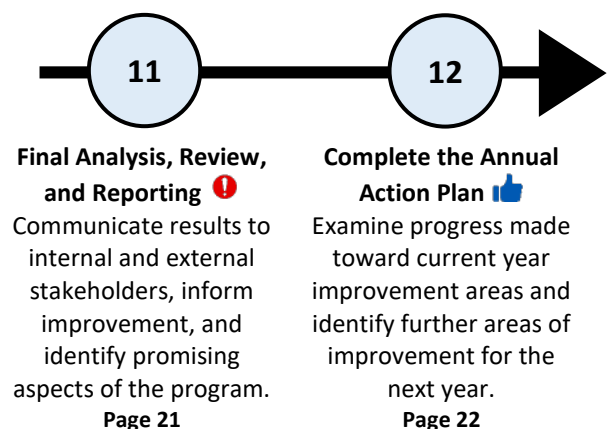 11
Final Analysis, Review,
and Reporting
Communicate results to
internal and external
stakeholders, inform
improvement, and
identify promising
aspects of the program.
Page 21
12
Complete the Annual
Action Plan
Examine progress made
toward current year
improvement areas and
identify further areas of
improvement for the
next year.
Page 22